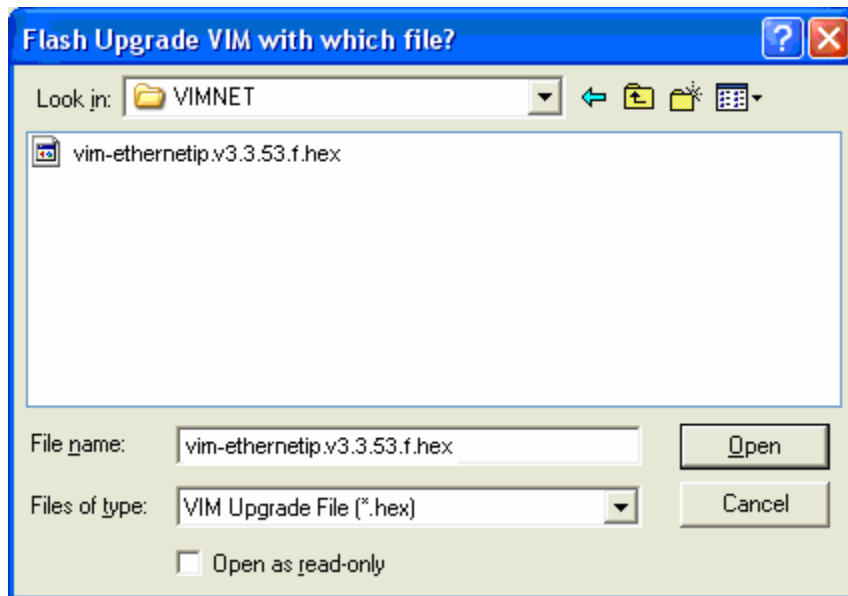 Flash Upgrade VIM with which file?
Look in: VIMNET
vim-ethernetip.v3.3.53.f.hex
File name: vim-ethernetip.v3.3.53.f.hex Open
Files of type: VIM Upgrade File (*.hex) Cancel
Open as read-only